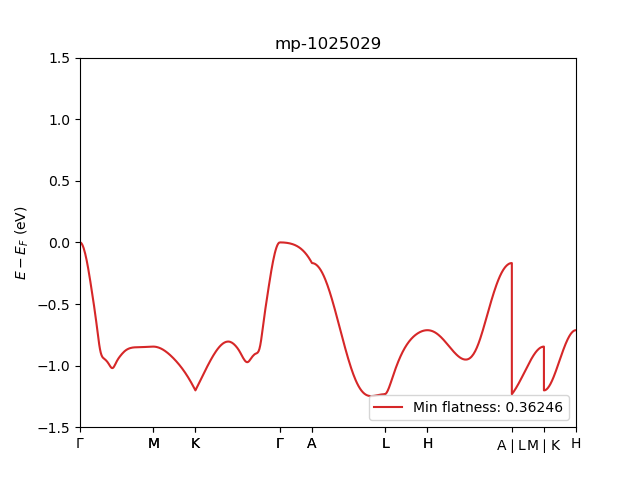 mp-1025029
E − E_F (eV)
1.5
1.0
0.5
0.0
−0.5
−1.0
−1.5
Min flatness: 0.36246
Γ M K Γ A L H A | L M | K H